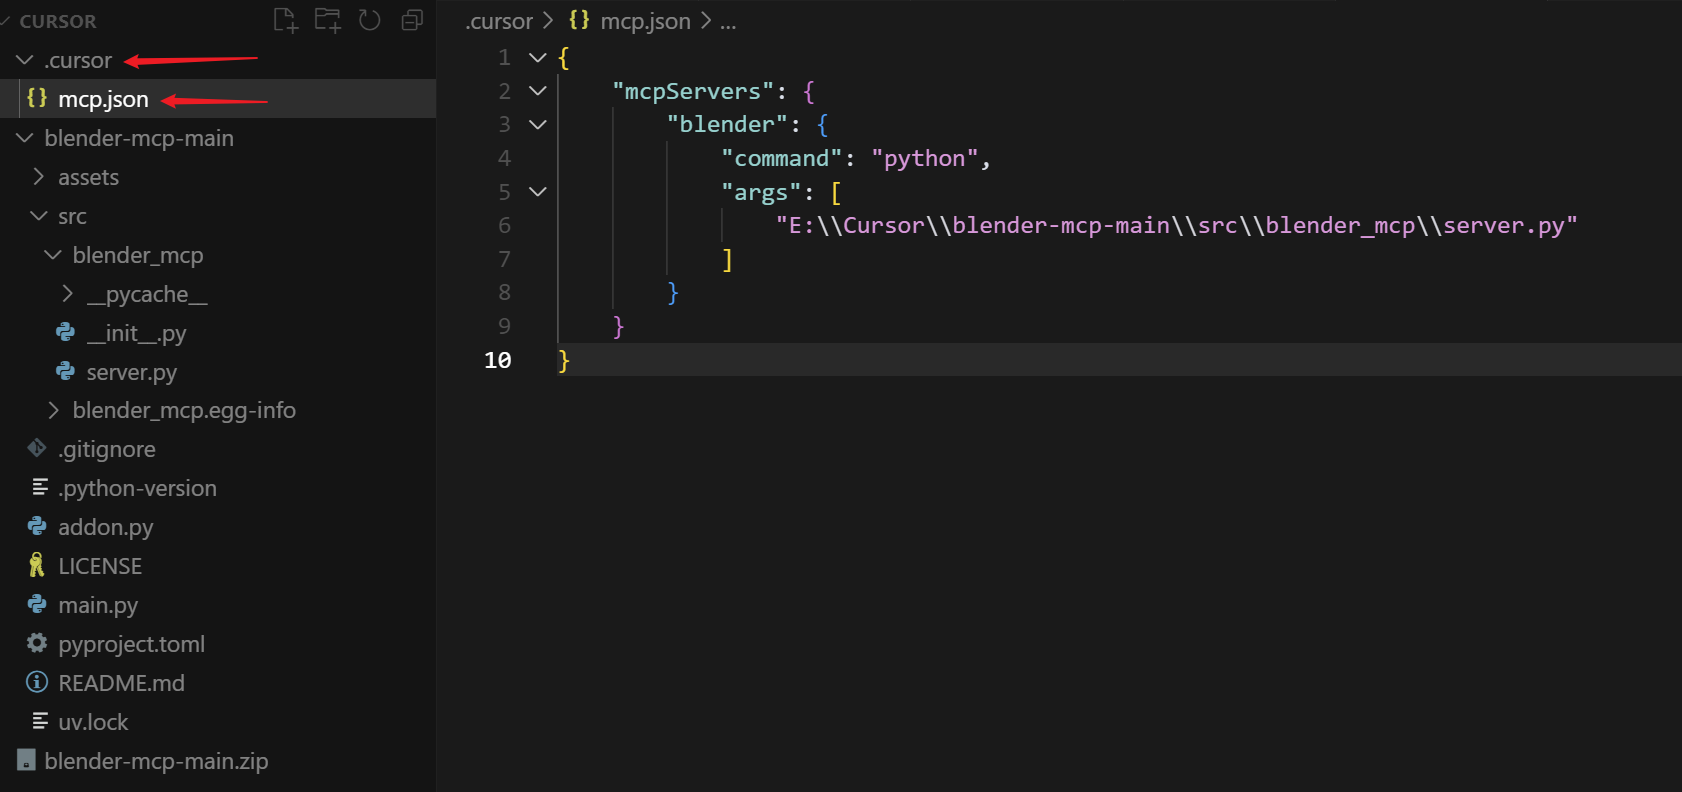 CURSOR
.cursor
{} mcp.json
blender-mcp-main
assets
src
blender_mcp
__pycache__
__init__.py
server.py
blender_mcp.egg-info
.gitignore
.python-version
addon.py
LICENSE
main.py
pyproject.toml
README.md
uv.lock
blender-mcp-main.zip
.cursor > {} mcp.json > ...
1 {
2     "mcpServers": {
3         "blender": {
4             "command": "python",
5             "args": [
6                 "E:\\Cursor\\blender-mcp-main\\src\\blender_mcp\\server.py"
7             ]
8         }
9     }
10 }